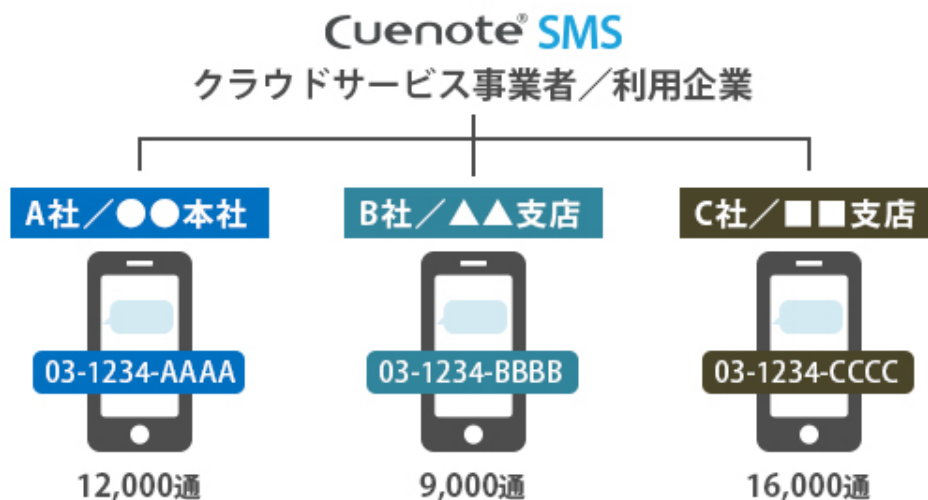 Cuenote® SMS
クラウドサービス事業者／利用企業
A社／●●本社
B社／▲▲支店
C社／■■支店
03-1234-AAAA
03-1234-BBBB
03-1234-CCCC
12,000通
9,000通
16,000通